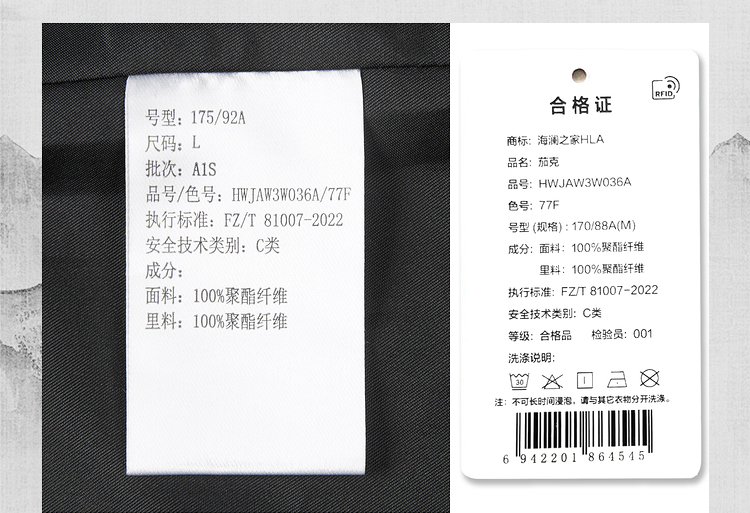 号型：175/92A
尺码：L
批次：A1S
品号/色号：HWJAW3W036A/77F
执行标准：FZ/T 81007-2022
安全技术类别：C类
成分：
面料：100%聚酯纤维
里料：100%聚酯纤维
RFID
合格证
商标：海澜之家HLA
品名：茄克
品号：HWJAW3W036A
色号：77F
号型(规格)：170/88A(M)
成分：面料：100%聚酯纤维
里料：100%聚酯纤维
执行标准：FZ/T 81007-2022
安全技术类别：C类
等级：合格品 检验员：001
洗涤说明：
30
注：不可长时间浸泡，请与其它衣物分开洗涤。
6 942201 864545